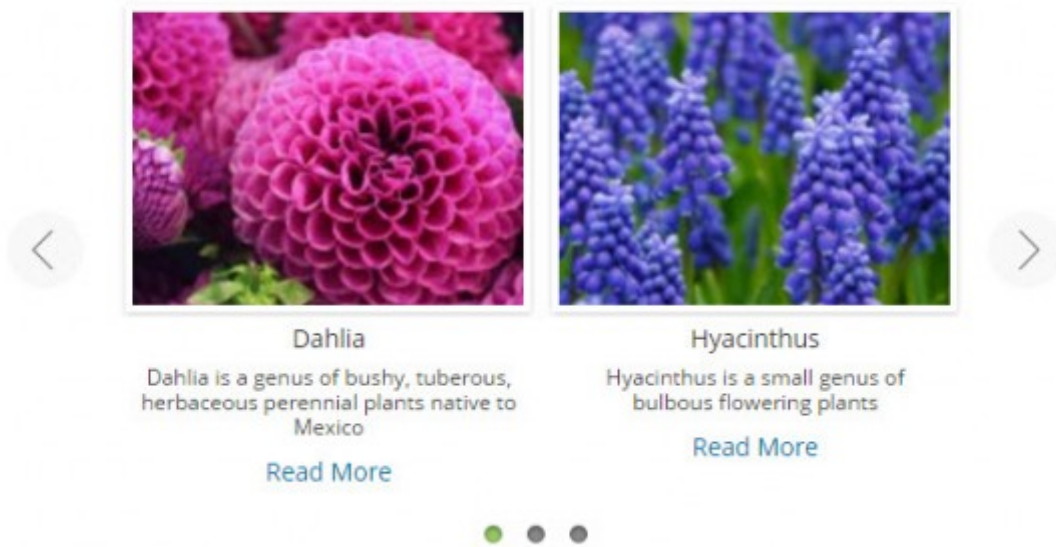 Dahlia
Dahlia is a genus of bushy, tuberous,
herbaceous perennial plants native to
Mexico
Read More
Hyacinthus
Hyacinthus is a small genus of
bulbous flowering plants
Read More